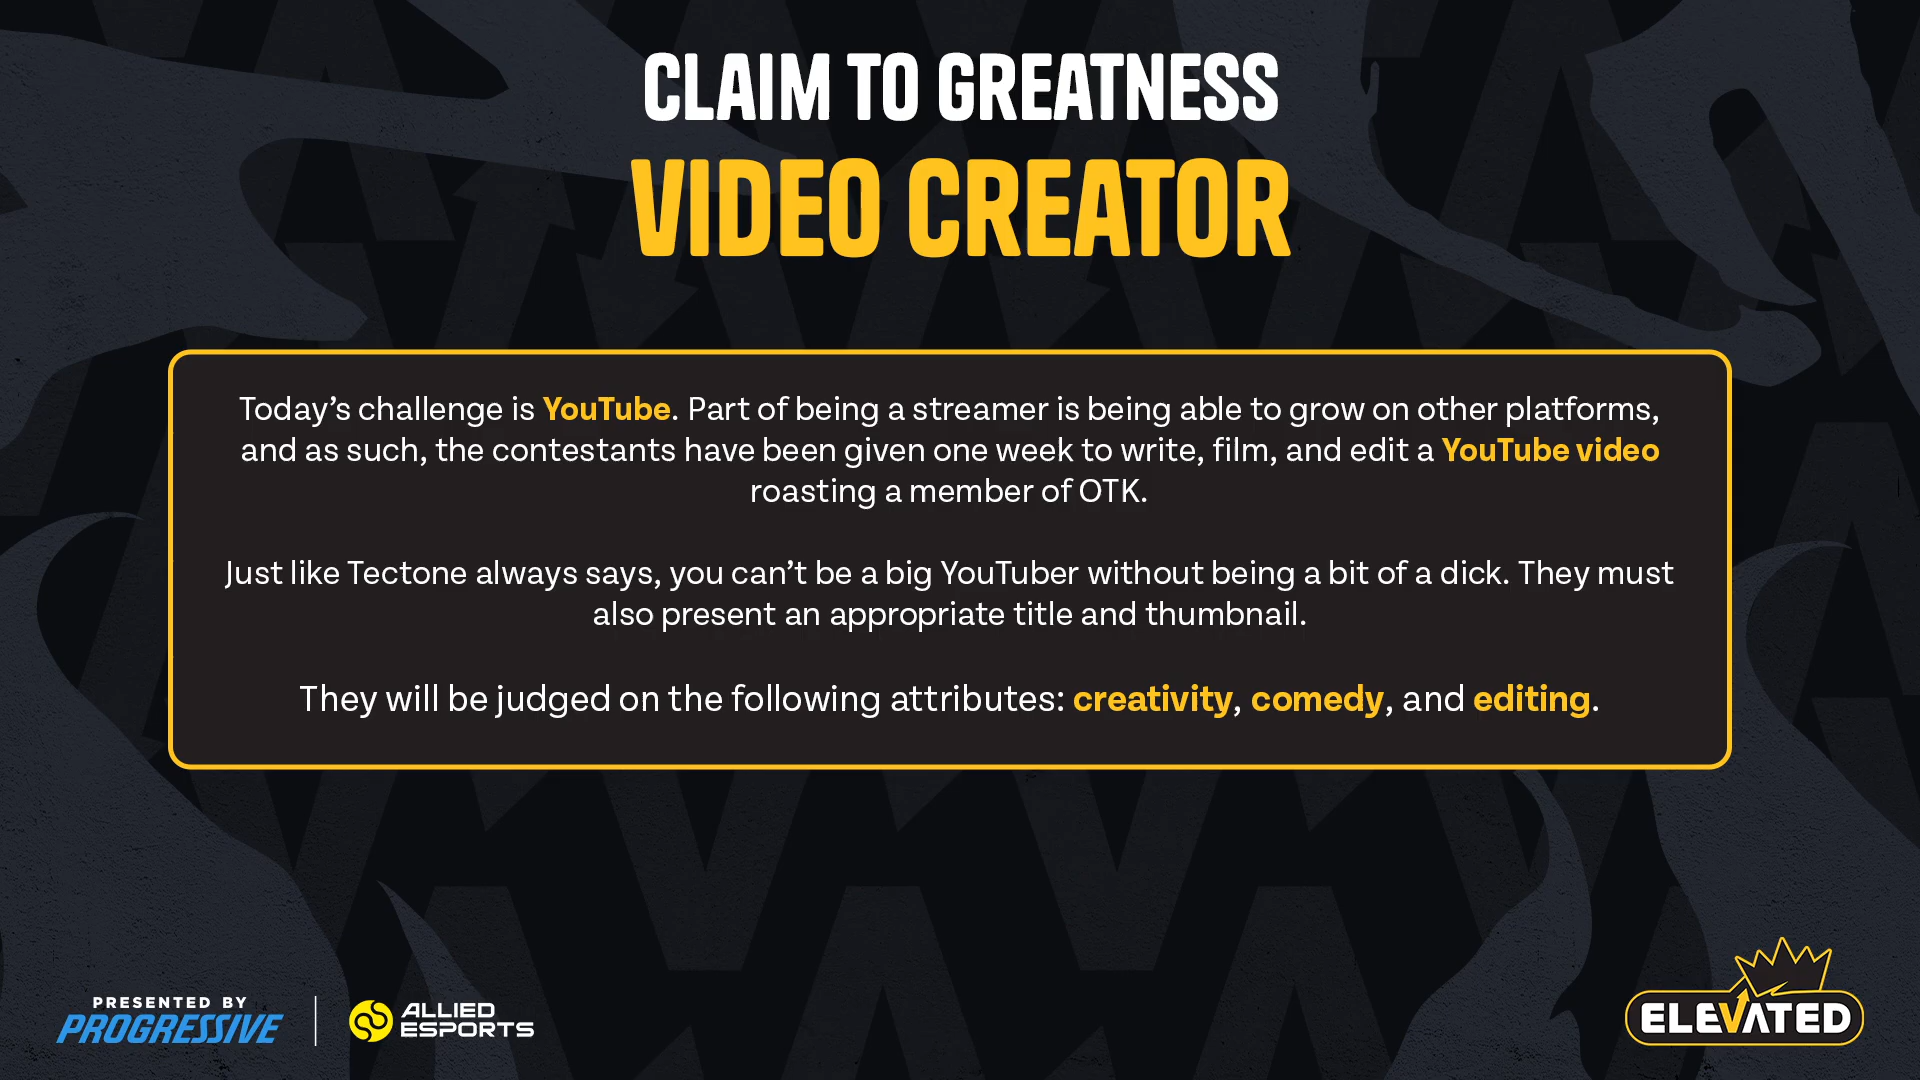 CLAIM TO GREATNESS
VIDEO CREATOR
Today’s challenge is YouTube. Part of being a streamer is being able to grow on other platforms,
and as such, the contestants have been given one week to write, film, and edit a YouTube video
roasting a member of OTK.
Just like Tectone always says, you can’t be a big YouTuber without being a bit of a dick. They must
also present an appropriate title and thumbnail.
They will be judged on the following attributes: creativity, comedy, and editing.
PRESENTED BY
PROGRESSIVE
ALLIED
ESPORTS
ELEVATED